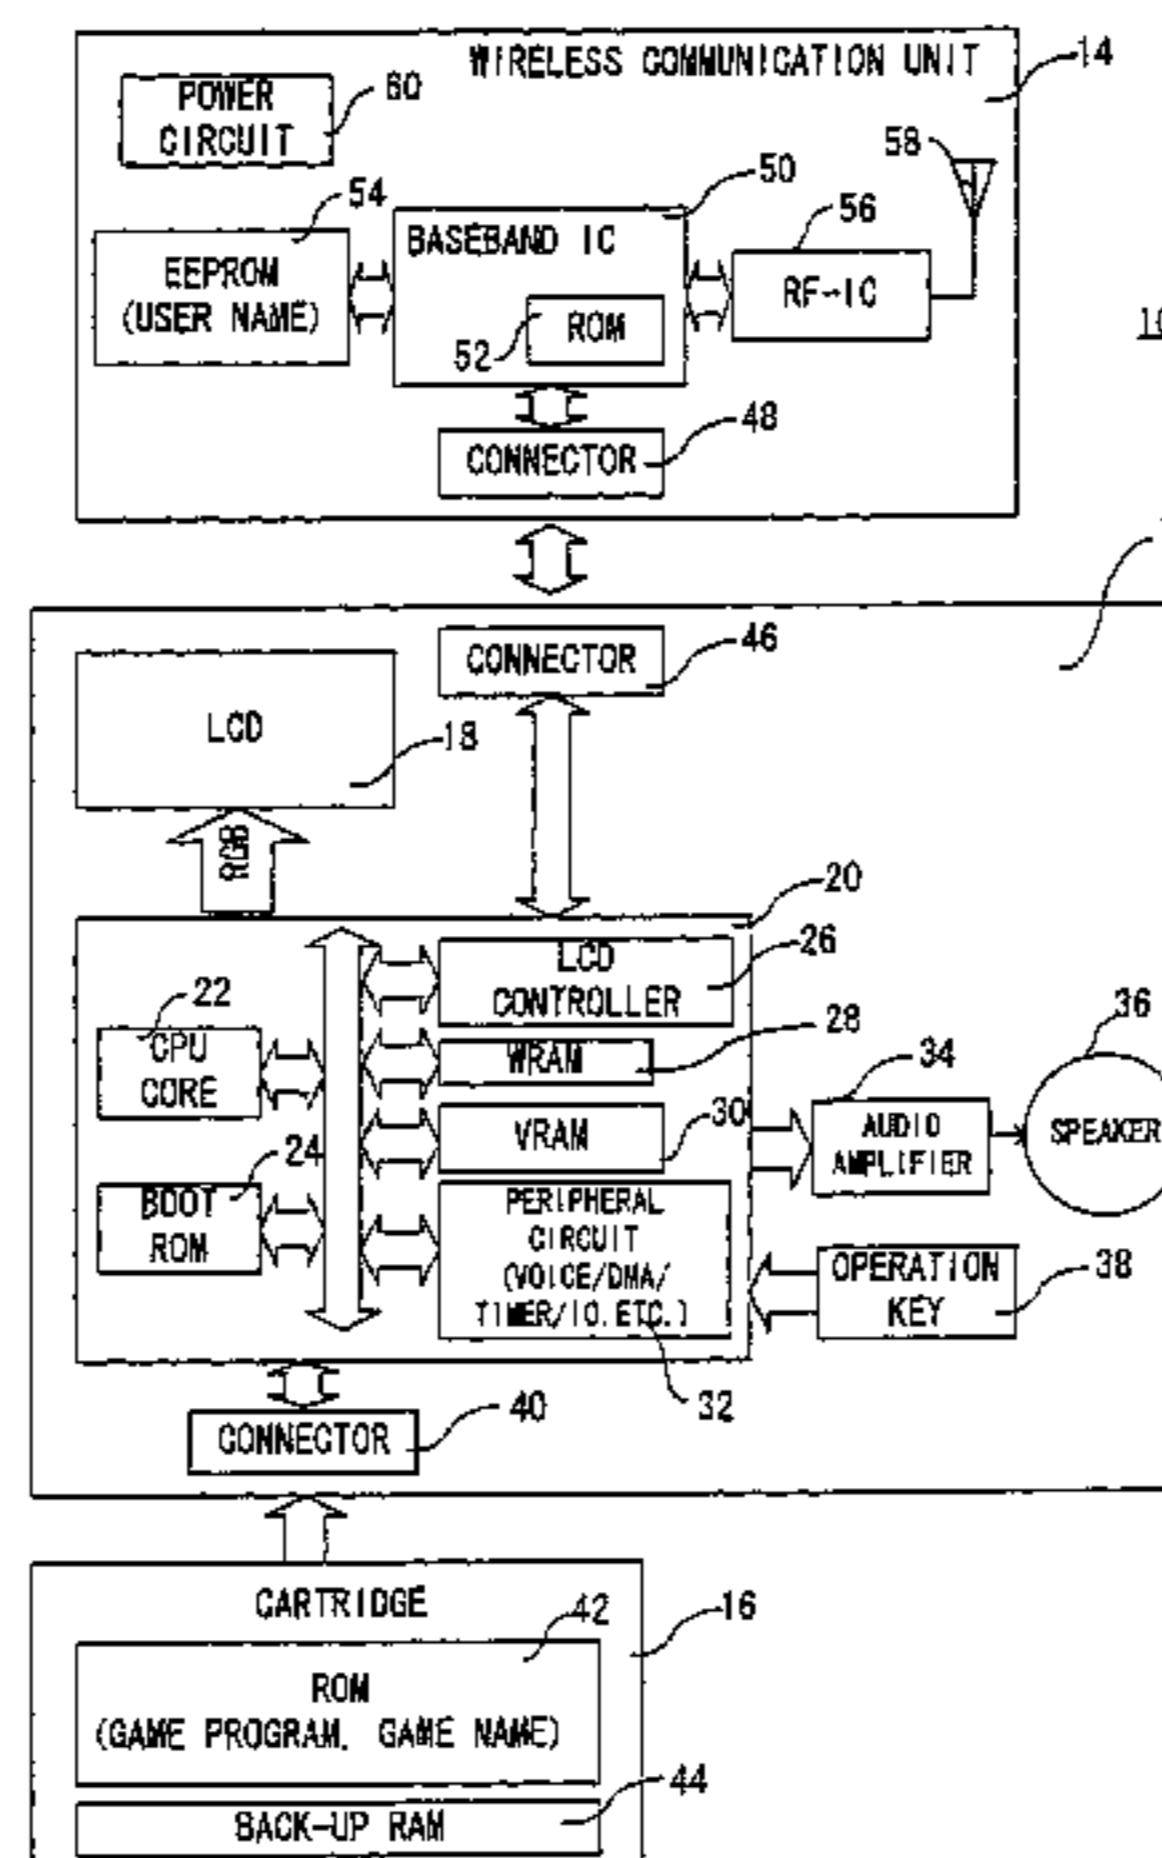 WIRELESS COMMUNICATION UNIT
14
POWER
CIRCUIT
60
54
EEPROM
(USER NAME)
50
BASEBAND IC
ROM
52
56
RF-IC
58
CONNECTOR
48
CONNECTOR
46
LCD
18
RGB
20
LCD
CONTROLLER
26
22
CPU
CORE
WRAM
28
VRAM
30
24
BOOT
ROM
PERIPHERAL
CIRCUIT
(VOICE/DMA/
TIMER/IO.ETC.)
32
34
AUDIO
AMPLIFIER
36
SPEAKER
OPERATION
KEY
38
CONNECTOR
40
CARTRIDGE
16
42
ROM
(GAME PROGRAM. GAME NAME)
44
BACK-UP RAM